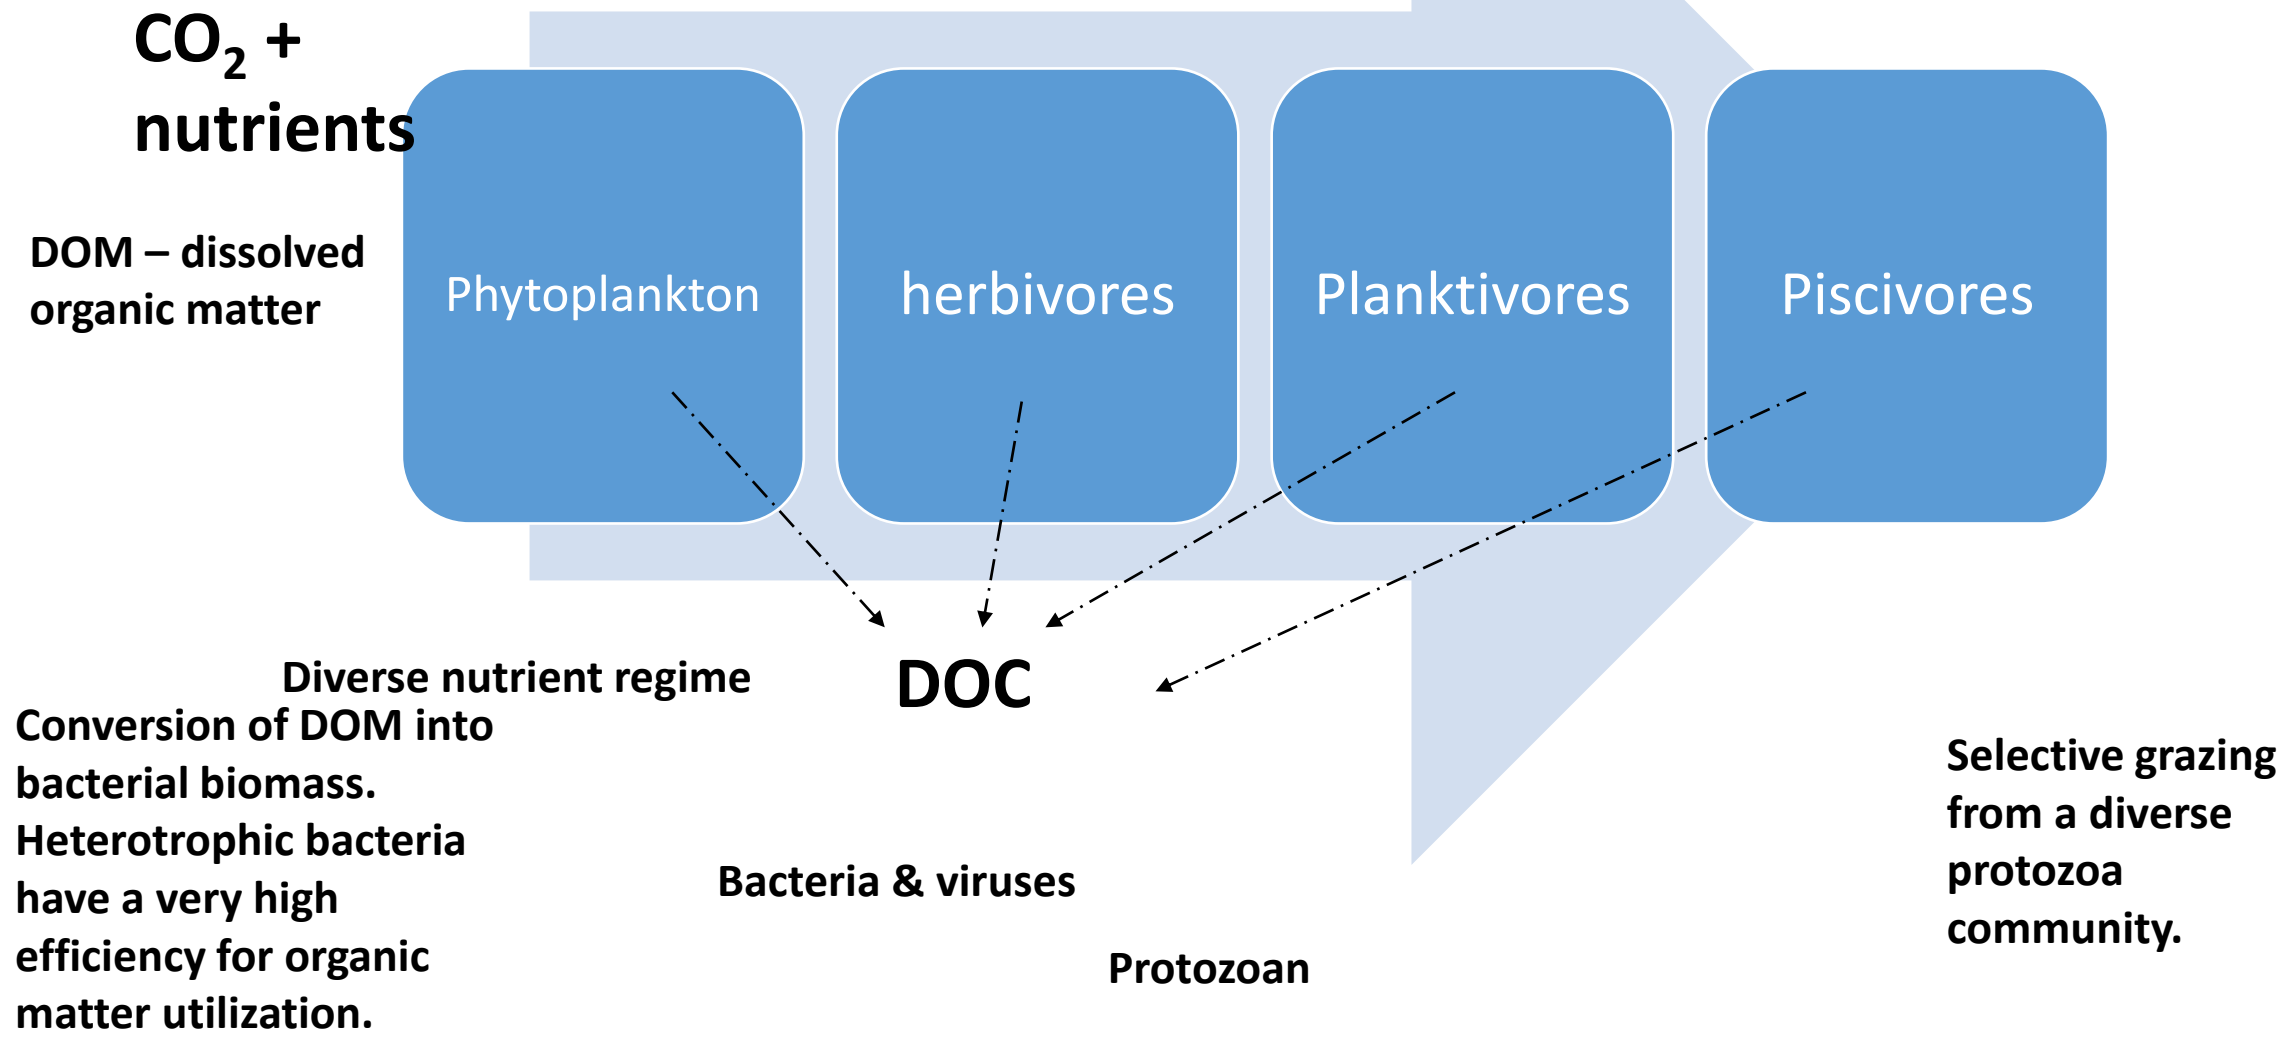 CO₂ +
nutrients
DOM – dissolved
organic matter
Phytoplankton
herbivores
Planktivores
Piscivores
Diverse nutrient regime
DOC
Conversion of DOM into
bacterial biomass.
Heterotrophic bacteria
have a very high
efficiency for organic
matter utilization.
Bacteria & viruses
Protozoan
Selective grazing
from a diverse
protozoa
community.